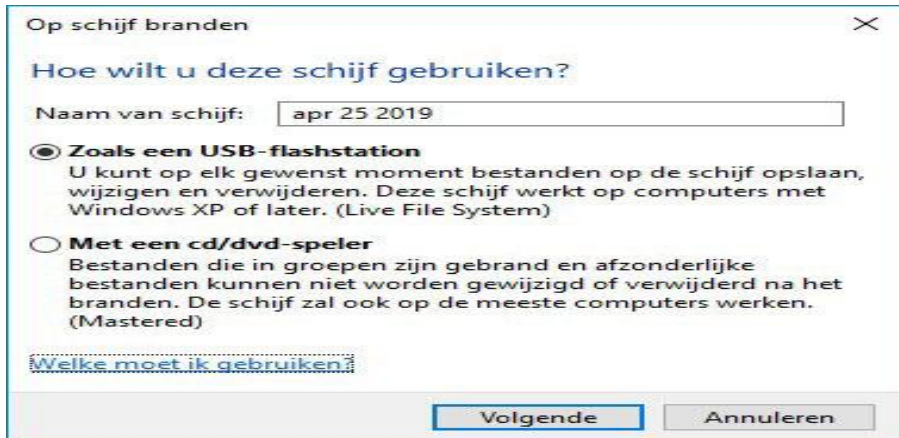 Op schijf branden
Hoe wilt u deze schijf gebruiken?
Naam van schijf: apr 25 2019
Zoals een USB-flashstation
U kunt op elk gewenst moment bestanden op de schijf opslaan,
wijzigen en verwijderen. Deze schijf werkt op computers met
Windows XP of later. (Live File System)
Met een cd/dvd-speler
Bestanden die in groepen zijn gebrand en afzonderlijke
bestanden kunnen niet worden gewijzigd of verwijderd na het
branden. De schijf zal ook op de meeste computers werken.
(Mastered)
Welke moet ik gebruiken?
Volgende Annuleren